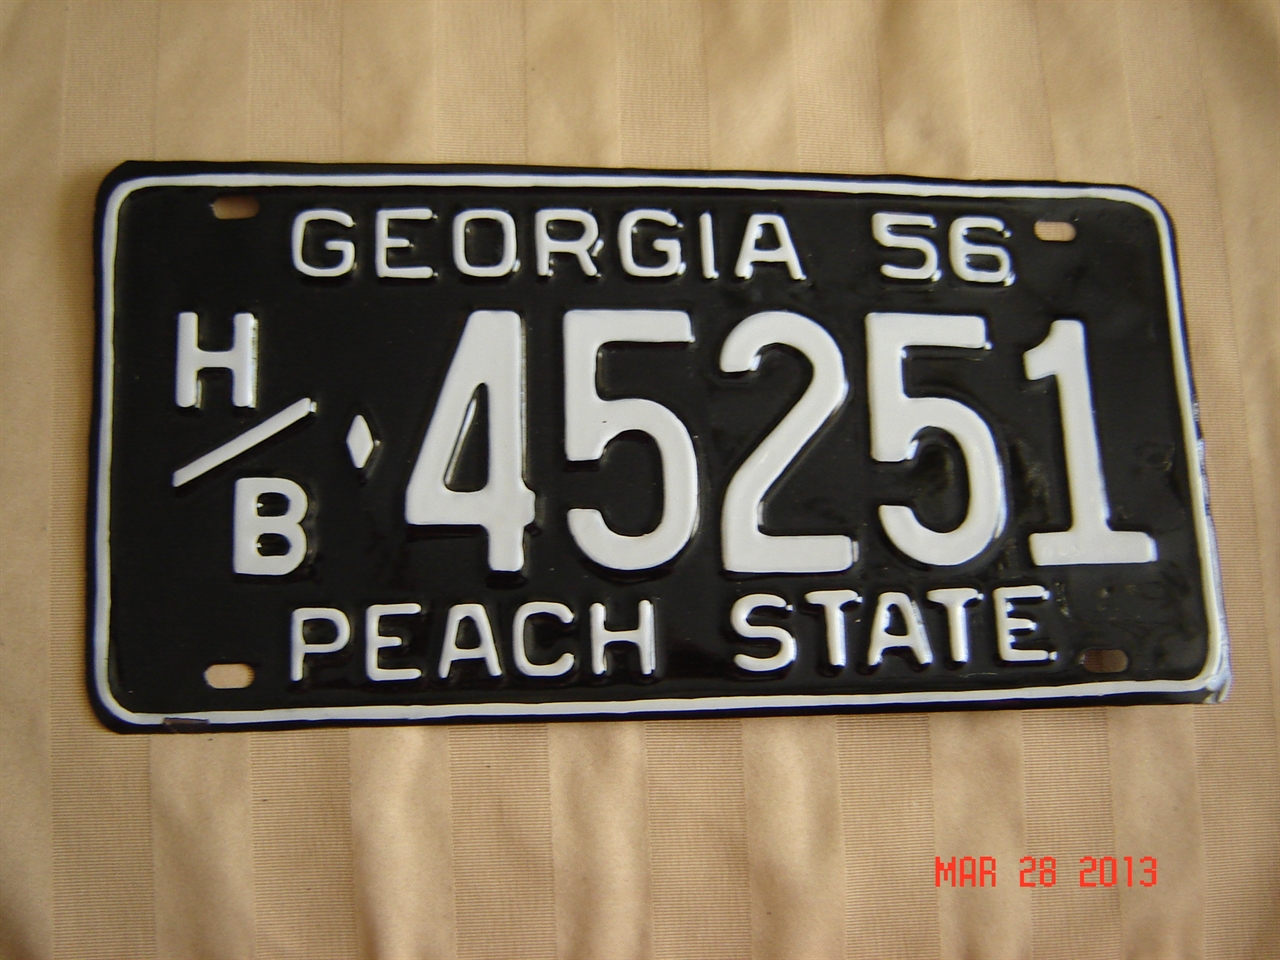 GEORGIA 56
H/B ♦ 45251
PEACH STATE
MAR 28 2013